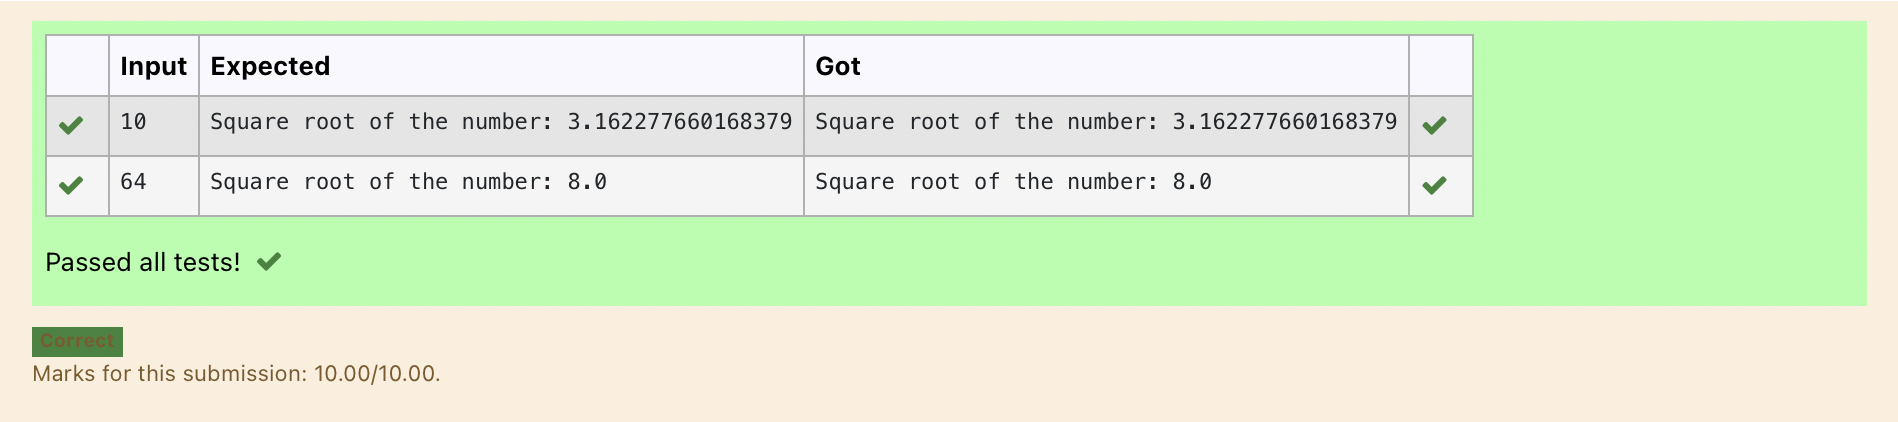 Input Expected Got
10 Square root of the number: 3.162277660168379 Square root of the number: 3.162277660168379
64 Square root of the number: 8.0 Square root of the number: 8.0
Passed all tests!
Correct
Marks for this submission: 10.00/10.00.